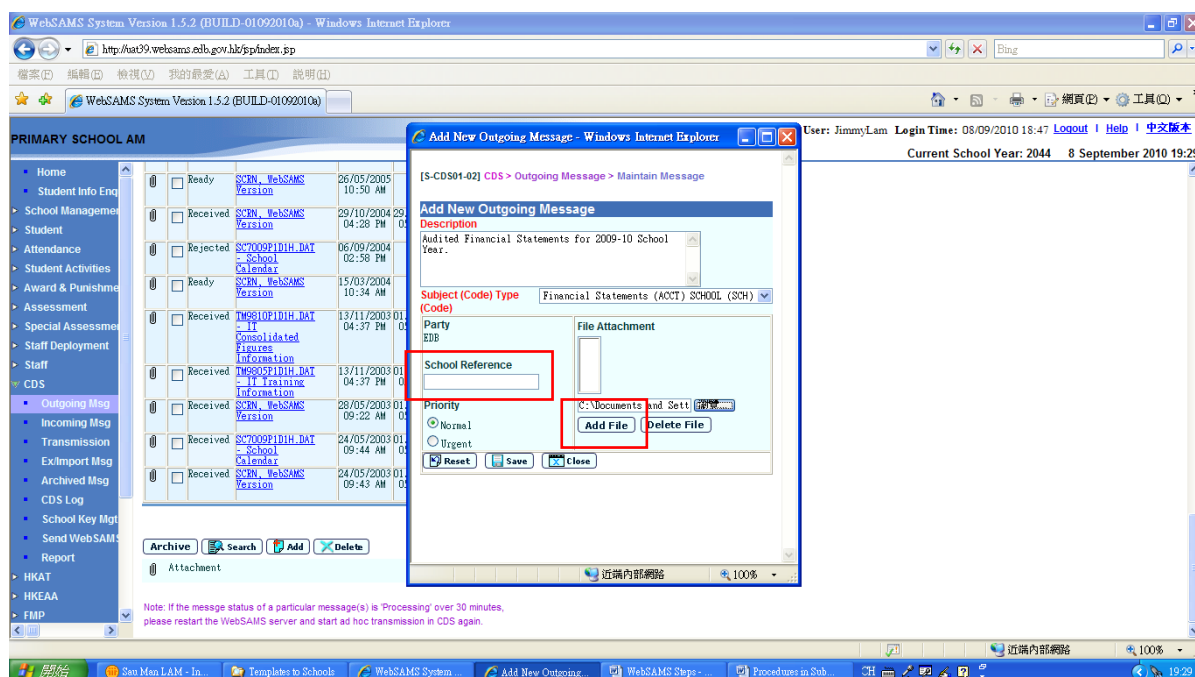 WebSAMS System Version 1.5.2 (BUILD-01092010a) - Windows Internet Explorer
http://uat39.websams.edb.gov.hk/jsp/index.jsp
Bing
檔案(F) 編輯(E) 檢視(V) 我的最愛(A) 工具(T) 說明(H)
WebSAMS System Version 1.5.2 (BUILD-01092010a)
網頁(P) 工具(O)
PRIMARY SCHOOL AM
User: JimmyLam Login Time: 08/09/2010 18:47 Logout | Help | 中文版本
Current School Year: 2044 8 September 2010 19:29
Home
Student Info Enq
School Managemen
Student
Attendance
Student Activities
Award & Punishme
Assessment
Special Assessme
Staff Deployment
Staff
CDS
Outgoing Msg
Incoming Msg
Transmission
Ex/Import Msg
Archived Msg
CDS Log
School Key Mgt
Send WebSAMS
Report
HKAT
HKEAA
FMP
Ready SCRN, WebSAMS Version 26/05/2005 10:50 AM
Received SCRN, WebSAMS Version 29/10/2004 04:28 PM 29.
Rejected SC7009P1D1H.DAT - School Calendar 06/09/2004 02:58 PM
Ready SCRN, WebSAMS Version 15/03/2004 10:34 AM
Received TM9810P1D1H.DAT - IT Consolidated Figures Information 13/11/2003 04:37 PM 01.
Received TM9805P1D1H.DAT - IT Training Information 13/11/2003 04:37 PM 01.
Received SCRN, WebSAMS Version 28/05/2003 09:22 AM 01.
Received SC7009P1D1H.DAT - School Calendar 24/05/2003 09:44 AM 01.
Received SCRN, WebSAMS Version 24/05/2003 09:43 AM 01.
Archive Search Add Delete
Attachment
Note: If the messge status of a particular message(s) is 'Processing' over 30 minutes,
please restart the WebSAMS server and start ad hoc transmission in CDS again.
Add New Outgoing Message - Windows Internet Explorer
[S-CDS01-02] CDS > Outgoing Message > Maintain Message
Add New Outgoing Message
Description
Audited Financial Statements for 2009-10 School
Year.
Subject (Code) Type
(Code)
Financial Statements (ACCT) SCHOOL (SCH)
Party
EDB
File Attachment
School Reference
Priority
Normal
Urgent
C:\Documents and Sett 瀏覽......
Add File Delete File
Reset Save Close
近端內部網路 100%
近端內部網路 100%
開始 Sau Man LAM - In... Templates to Schools WebSAMS System ... Add New Outgoing... WebSAMS Steps - ... Procedures in Sub... CH 19:29